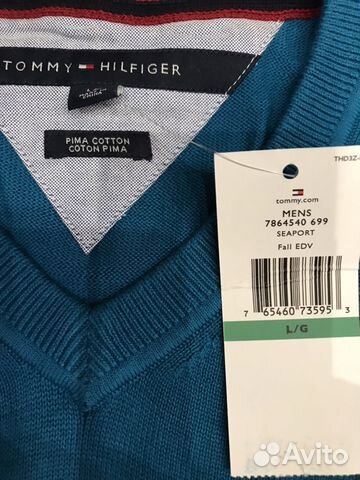 TOMMY HILFIGER
L
PIMA COTTON
COTON PIMA
THD3Z-
tommy.com
MENS
7864540 699
SEAPORT
Fall EDV
7 65460 73595 3
L/G
Avito